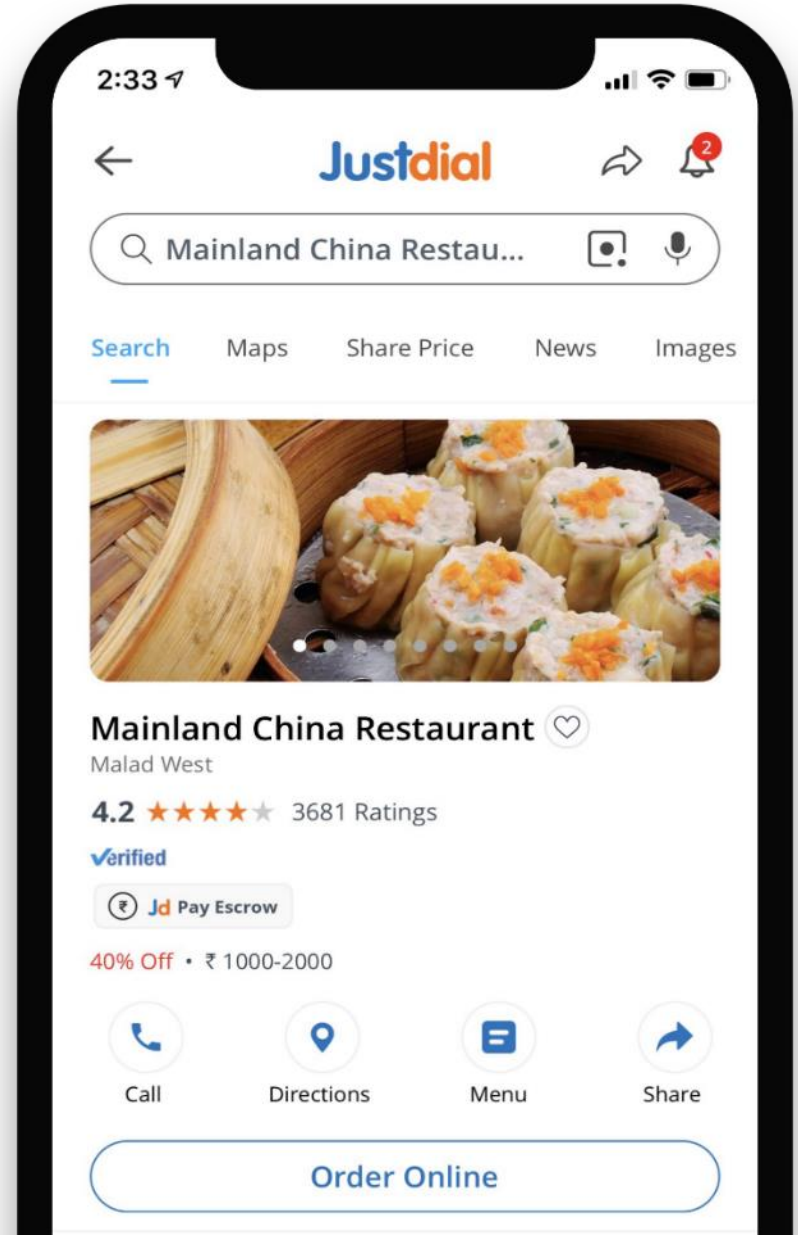 2:33
Justdial
2
Mainland China Restau...
Search Maps Share Price News Images
Mainland China Restaurant
Malad West
4.2 3681 Ratings
Verified
₹ Jd Pay Escrow
40% Off • ₹ 1000-2000
Call Directions Menu Share
Order Online